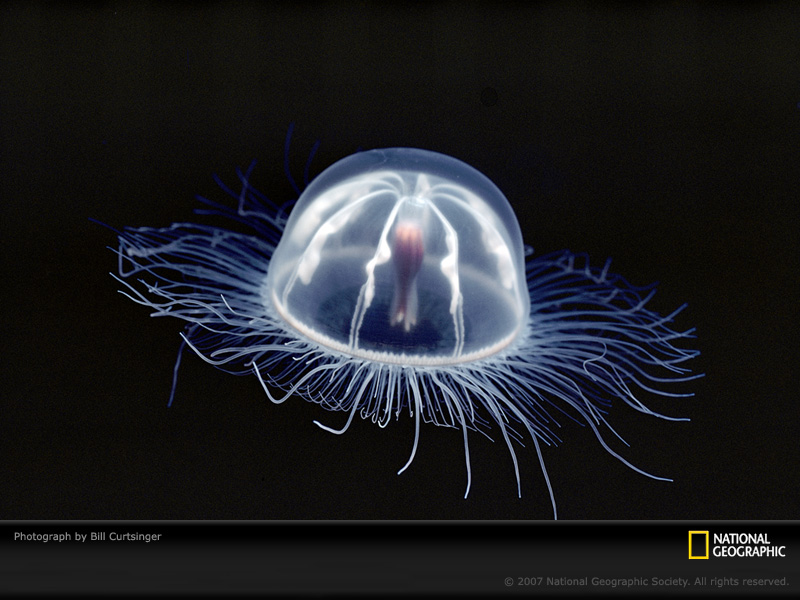 Photograph by Bill Curtsinger
NATIONAL
GEOGRAPHIC
© 2007 National Geographic Society. All rights reserved.